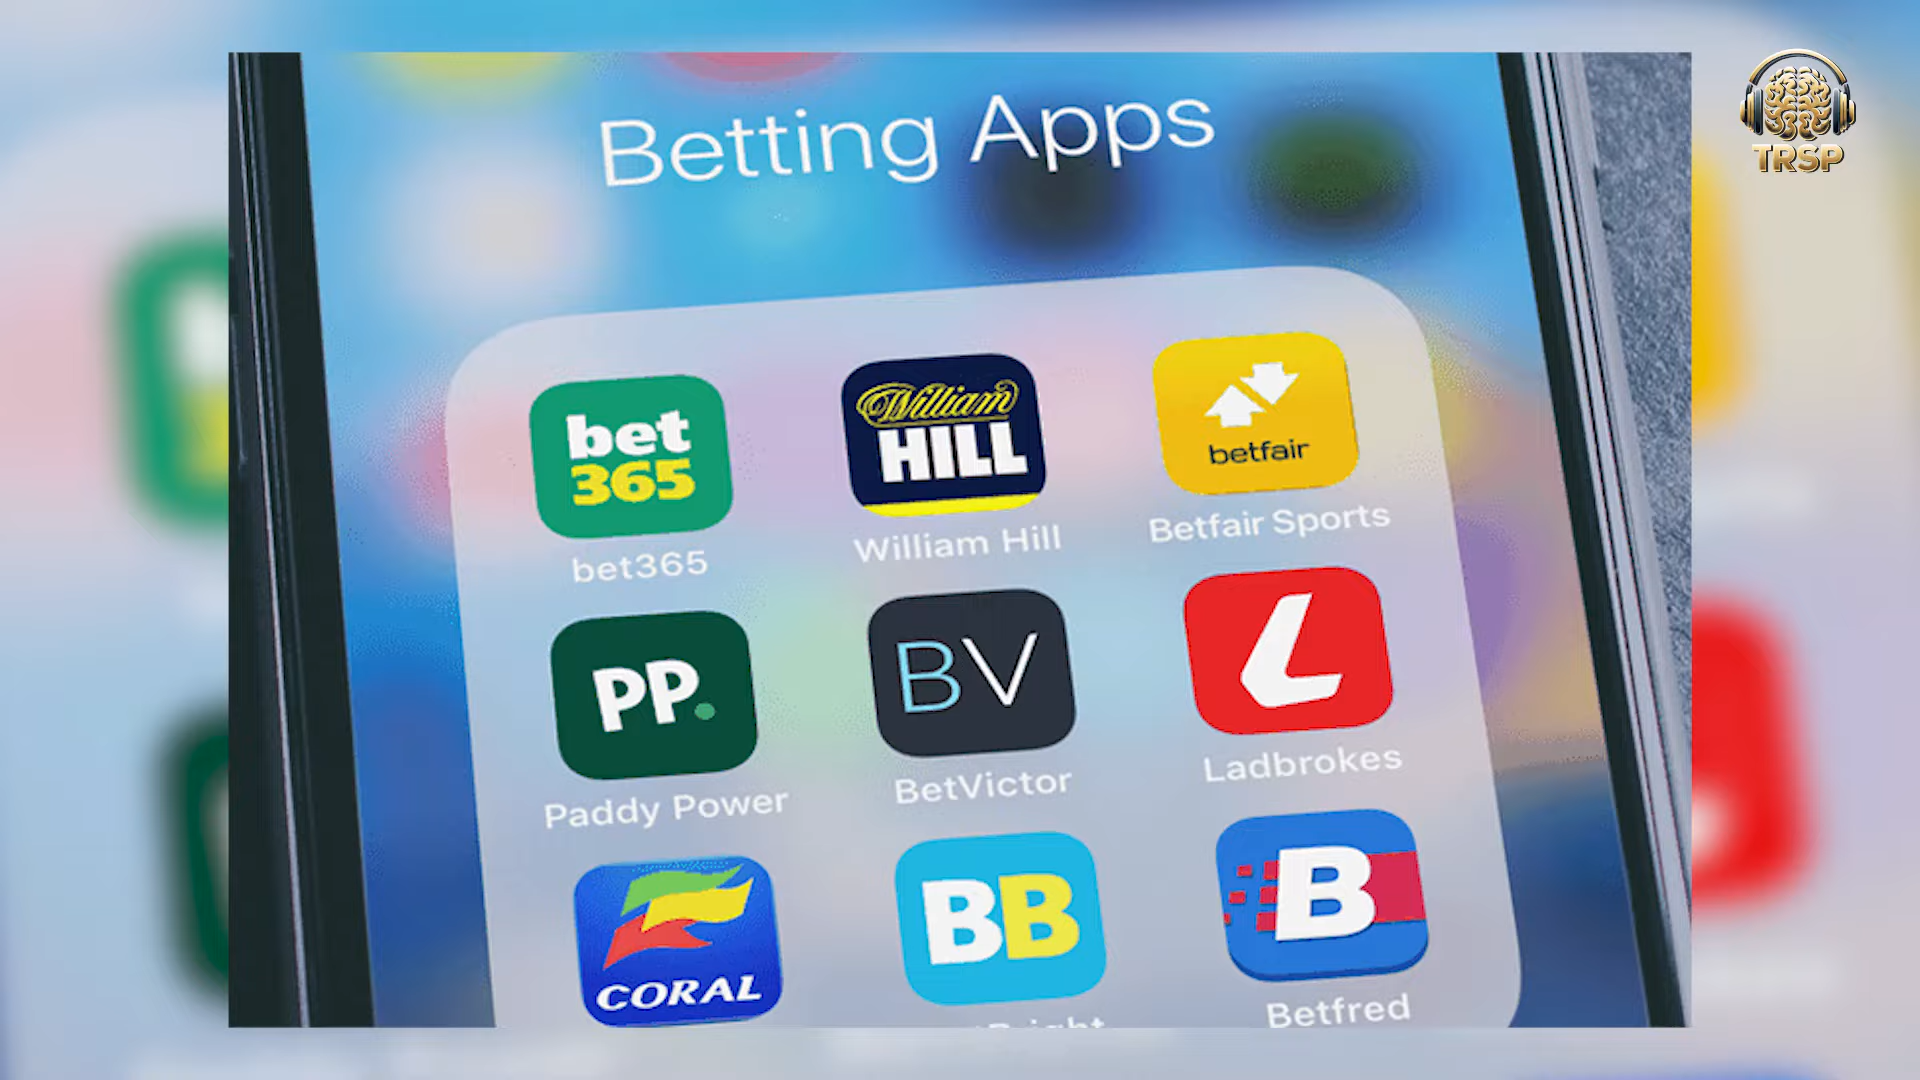 Betting Apps
TRSP
bet
365
William
HILL
betfair
bet365
William Hill
Betfair Sports
PP.
BV
L
Paddy Power
BetVictor
Ladbrokes
CORAL
BB
B
Betfred